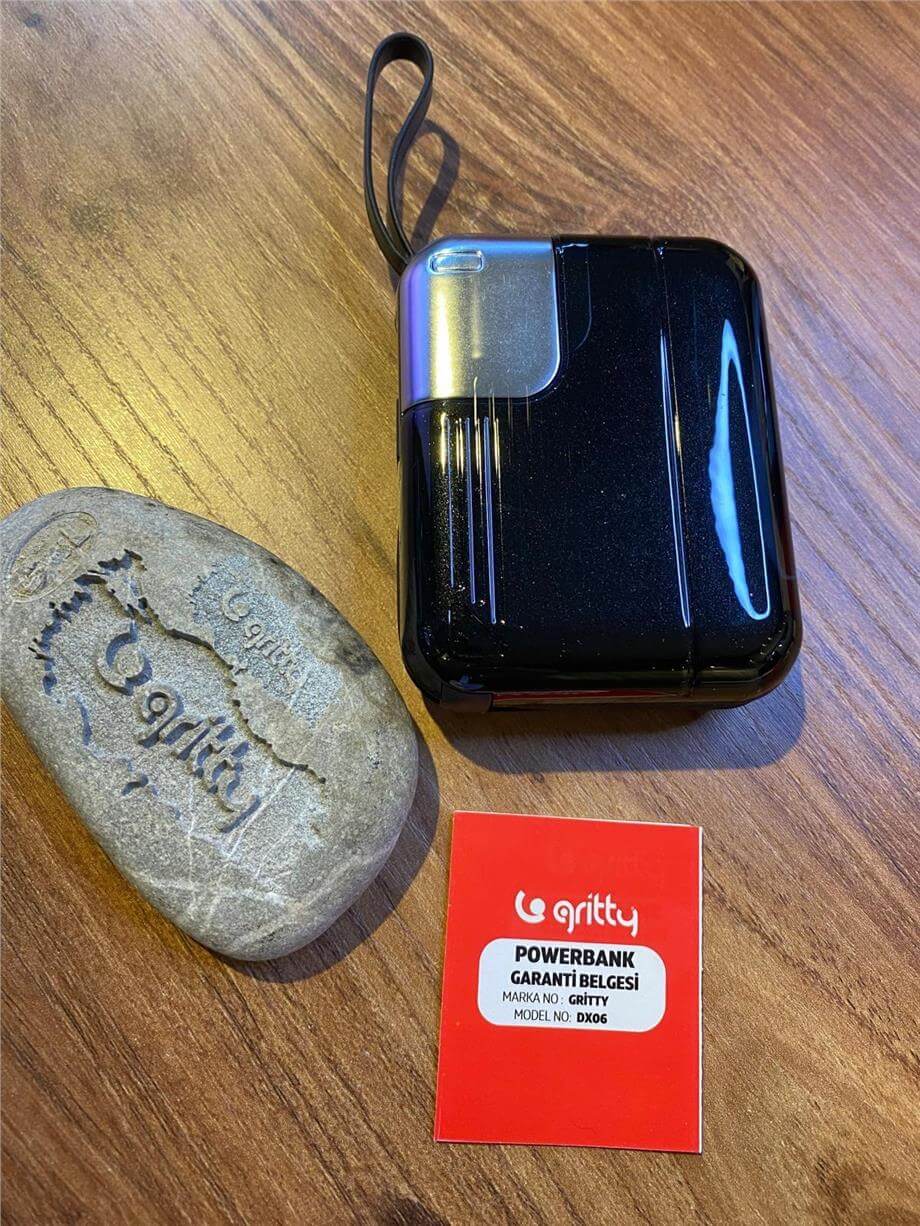 gritty
gritty
gritty
POWERBANK
GARANTİ BELGESİ
MARKA NO : GRİTTY
MODEL NO: DX06